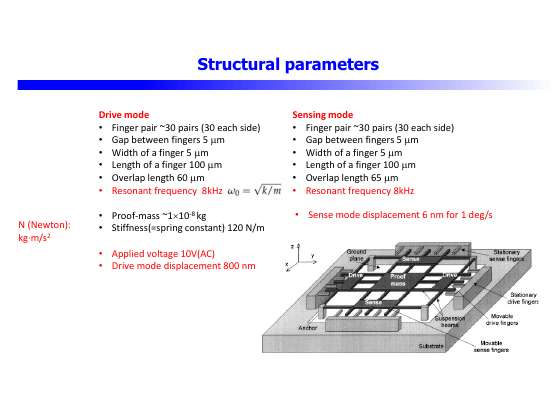 Structural parameters
Drive mode
• Finger pair ~30 pairs (30 each side)
• Gap between fingers 5 µm
• Width of a finger 5 µm
• Length of a finger 100 µm
• Overlap length 60 µm
• Resonant frequency 8kHz ω₀ = √k/m
• Proof-mass ~1×10⁻⁸ kg
• Stiffness(=spring constant) 120 N/m
• Applied voltage 10V(AC)
• Drive mode displacement 800 nm
N (Newton):
kg·m/s²
Sensing mode
• Finger pair ~30 pairs (30 each side)
• Gap between fingers 5 µm
• Width of a finger 5 µm
• Length of a finger 100 µm
• Overlap length 65 µm
• Resonant frequency 8kHz
• Sense mode displacement 6 nm for 1 deg/s
z
y
x
Ground
plane
Sense
Stationary
sense fingers
Drive
Proof
mass
Drive
Sense
Stationary
drive fingers
Movable
drive fingers
Suspension
beams
Anchor
Substrate
Movable
sense fingers